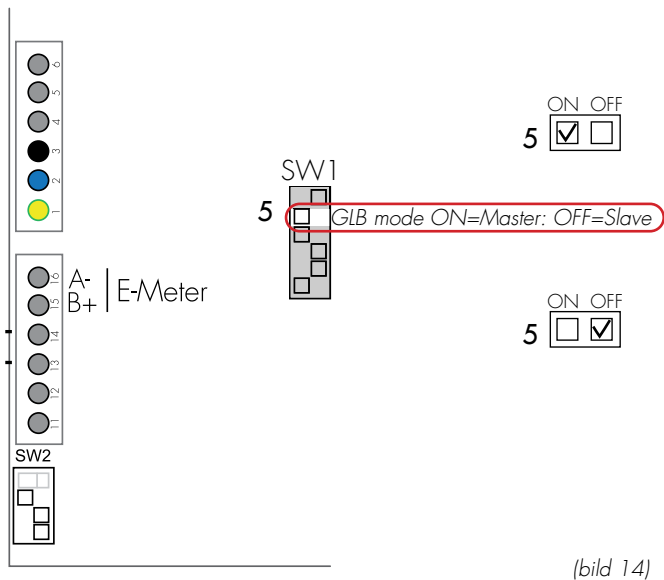 6
5
4
3
2
1
ON OFF
5
SW1
5 GLB mode ON=Master: OFF=Slave
16 A-
15 B+
E-Meter
14
13
12
11
ON OFF
5
SW2
(bild 14)